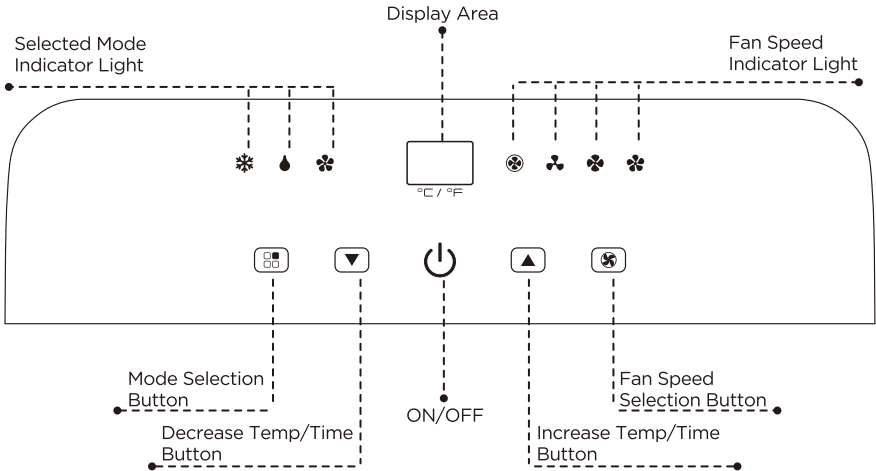 Display Area
Selected Mode
Indicator Light
Fan Speed
Indicator Light
°C / °F
Mode Selection
Button
Decrease Temp/Time
Button
ON/OFF
Increase Temp/Time
Button
Fan Speed
Selection Button